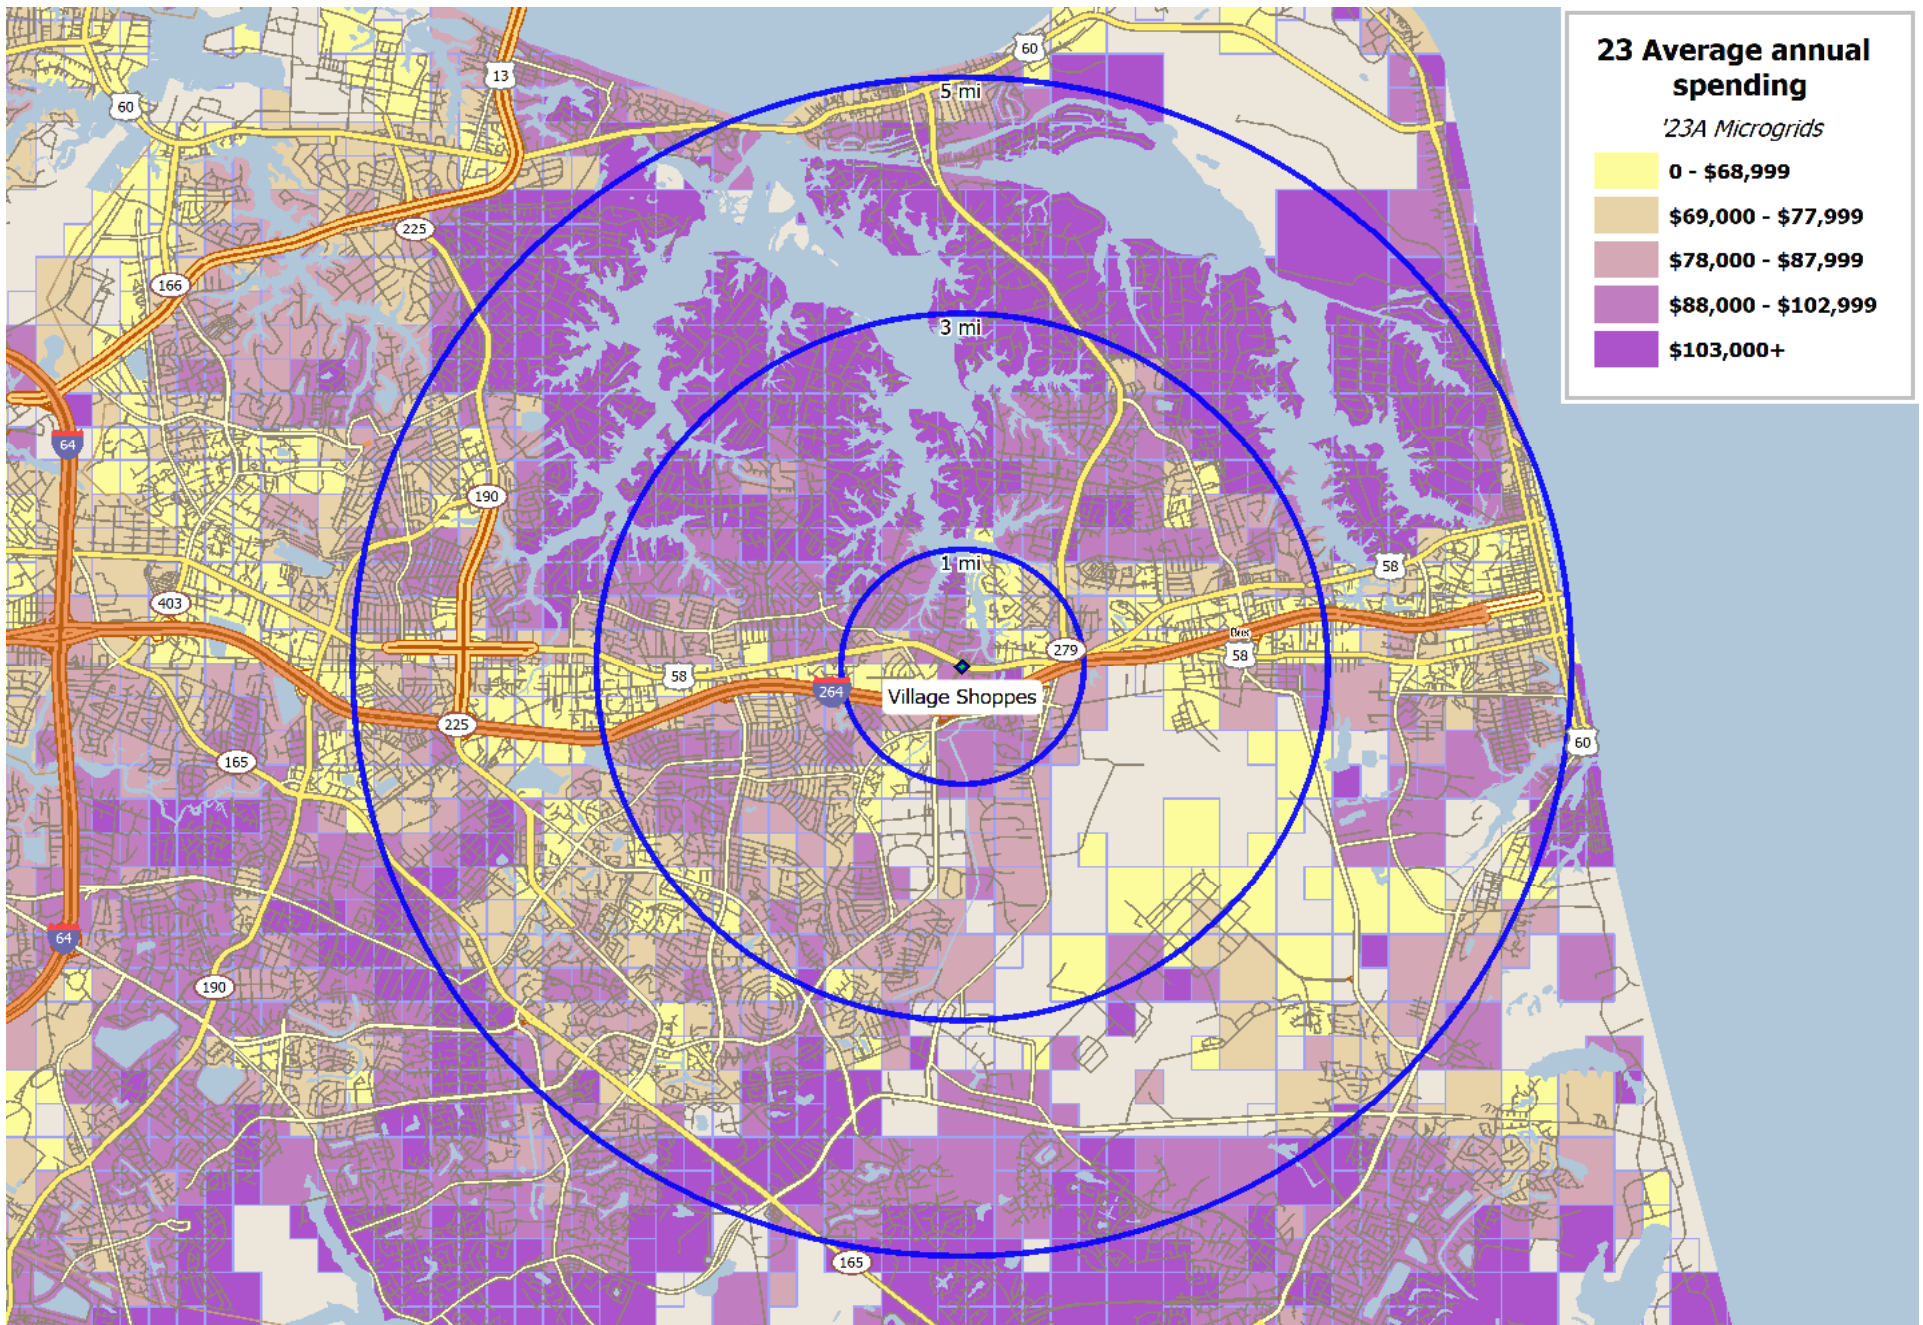 23 Average annual
spending
'23A Microgrids
0 - $68,999
$69,000 - $77,999
$78,000 - $87,999
$88,000 - $102,999
$103,000+
60
13
5 mi
60
225
166
3 mi
64
190
1 mi
58
403
Bus
58
279
58
264
Village Shoppes
225
60
165
64
190
165